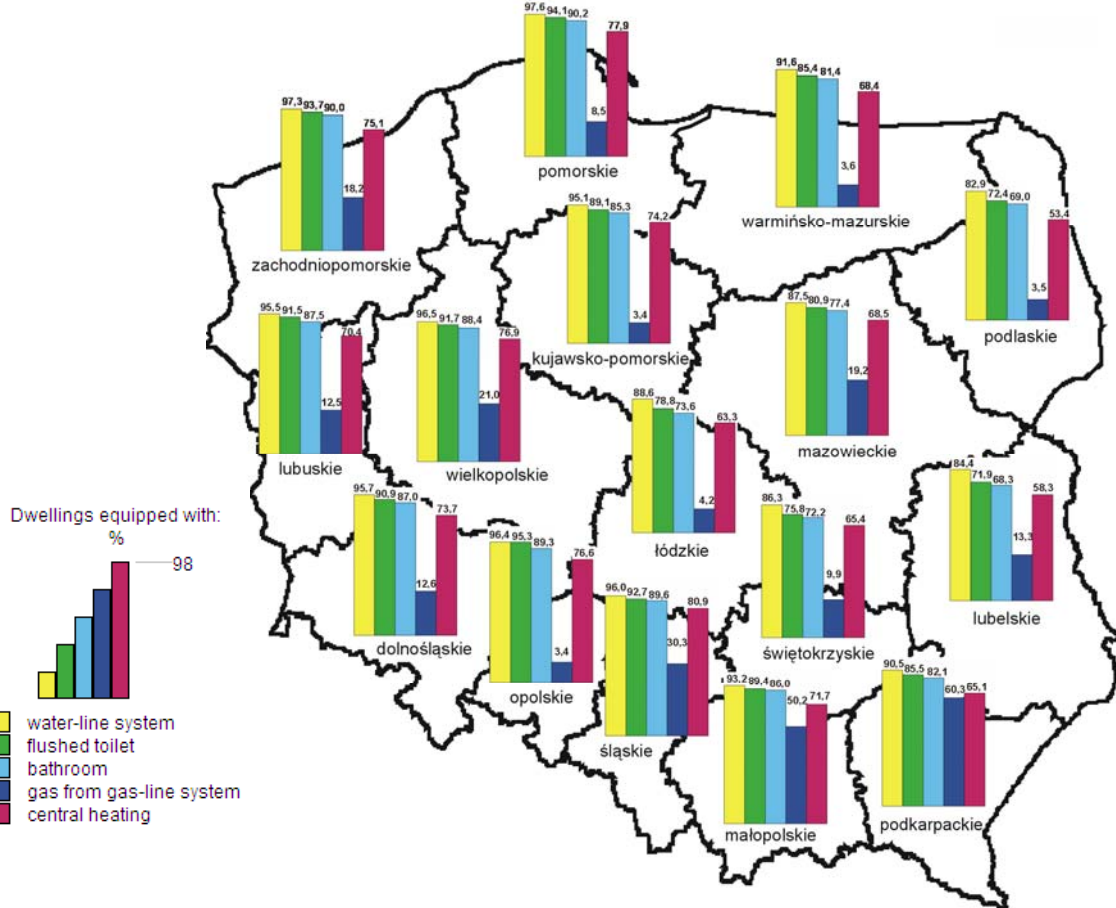 97,6 94,1 90,2 77,9
8,5
pomorskie
91,6 85,4 81,4 68,4
3,6
warmińsko-mazurskie
97,3 93,7 90,0 75,1
18,2
zachodniopomorskie
95,1 89,1 85,3 74,2
3,4
kujawsko-pomorskie
82,9 72,4 69,0 53,4
3,5
podlaskie
95,5 91,5 87,5 70,4
12,5
lubuskie
96,5 91,7 88,4 76,9
21,0
wielkopolskie
87,5 80,9 77,4 68,5
19,2
mazowieckie
88,6 78,8 73,6 63,3
4,2
łódzkie
84,4 71,9 68,3 58,3
13,3
lubelskie
95,7 90,9 87,0 73,7
12,6
dolnośląskie
96,4 95,3 89,3 76,6
3,4
opolskie
86,3 75,8 72,2 65,4
9,9
świętokrzyskie
96,0 92,7 89,6 80,9
30,3
śląskie
93,2 89,4 86,0 50,2 71,7
małopolskie
90,5 85,5 82,1 60,3 65,1
podkarpackie
Dwellings equipped with:
%
98
water-line system
flushed toilet
bathroom
gas from gas-line system
central heating